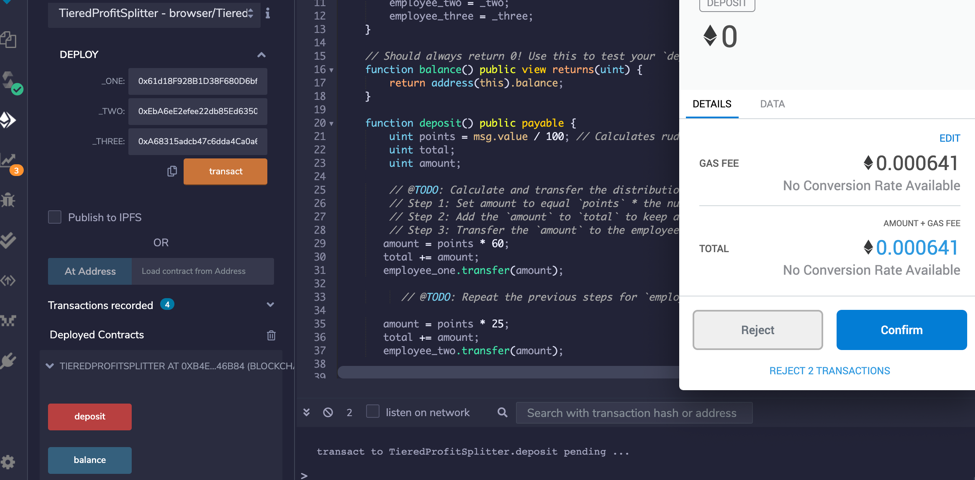 TieredProfitSplitter - browser/Tiered
DEPLOY
_ONE: 0x61d18F928B1D38F680D6bf
_TWO: 0xEbA6eE2efee22db85Ed635C
_THREE: 0xA68315adcb47c6dda4Ca0a6
transact
Publish to IPFS
OR
At Address Load contract from Address
Transactions recorded 4
Deployed Contracts
TIEREDPROFITSPLITTER AT 0XB4E...46B84 (BLOCKCHA
deposit
balance
3
11 employee_two = _two;
12 employee_three = _three;
13 }
14
15 // Should always return 0! Use this to test your `de
16 function balance() public view returns(uint) {
17 return address(this).balance;
18 }
19
20 function deposit() public payable {
21 uint points = msg.value / 100; // Calculates rud
22 uint total;
23 uint amount;
24
25 // @TODO: Calculate and transfer the distributio
26 // Step 1: Set amount to equal `points` * the nu
27 // Step 2: Add the `amount` to `total` to keep a
28 // Step 3: Transfer the `amount` to the employee
29 amount = points * 60;
30 total += amount;
31 employee_one.transfer(amount);
32
33 // @TODO: Repeat the previous steps for `emplo
34
35 amount = points * 25;
36 total += amount;
37 employee_two.transfer(amount);
38
39
2 listen on network Search with transaction hash or address
transact to TieredProfitSplitter.deposit pending ...
>
DEPOSIT
0
DETAILS DATA
EDIT
GAS FEE 0.000641
No Conversion Rate Available
AMOUNT + GAS FEE
TOTAL 0.000641
No Conversion Rate Available
Reject Confirm
REJECT 2 TRANSACTIONS